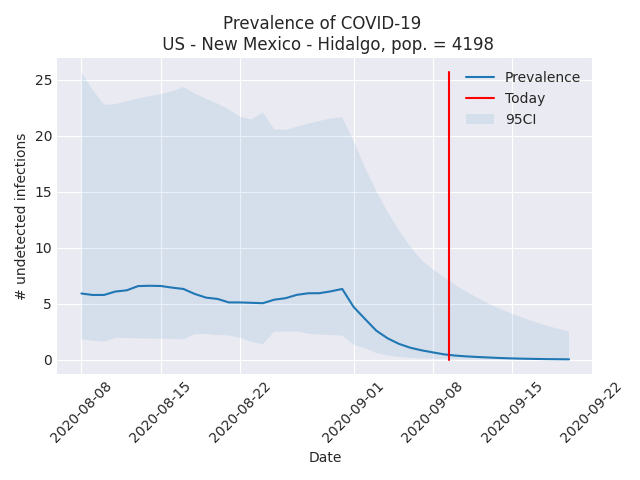 Prevalence of COVID-19
US - New Mexico - Hidalgo, pop. = 4198
Prevalence
Today
95CI
25
20
15
10
5
0
# undetected infections
2020-08-08
2020-08-15
2020-08-22
2020-09-01
2020-09-08
2020-09-15
2020-09-22
Date